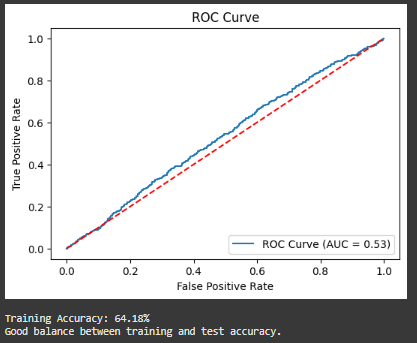 ROC Curve
1.0
0.8
0.6
0.4
0.2
0.0
True Positive Rate
ROC Curve (AUC = 0.53)
0.0 0.2 0.4 0.6 0.8 1.0
False Positive Rate
Training Accuracy: 64.18%
Good balance between training and test accuracy.